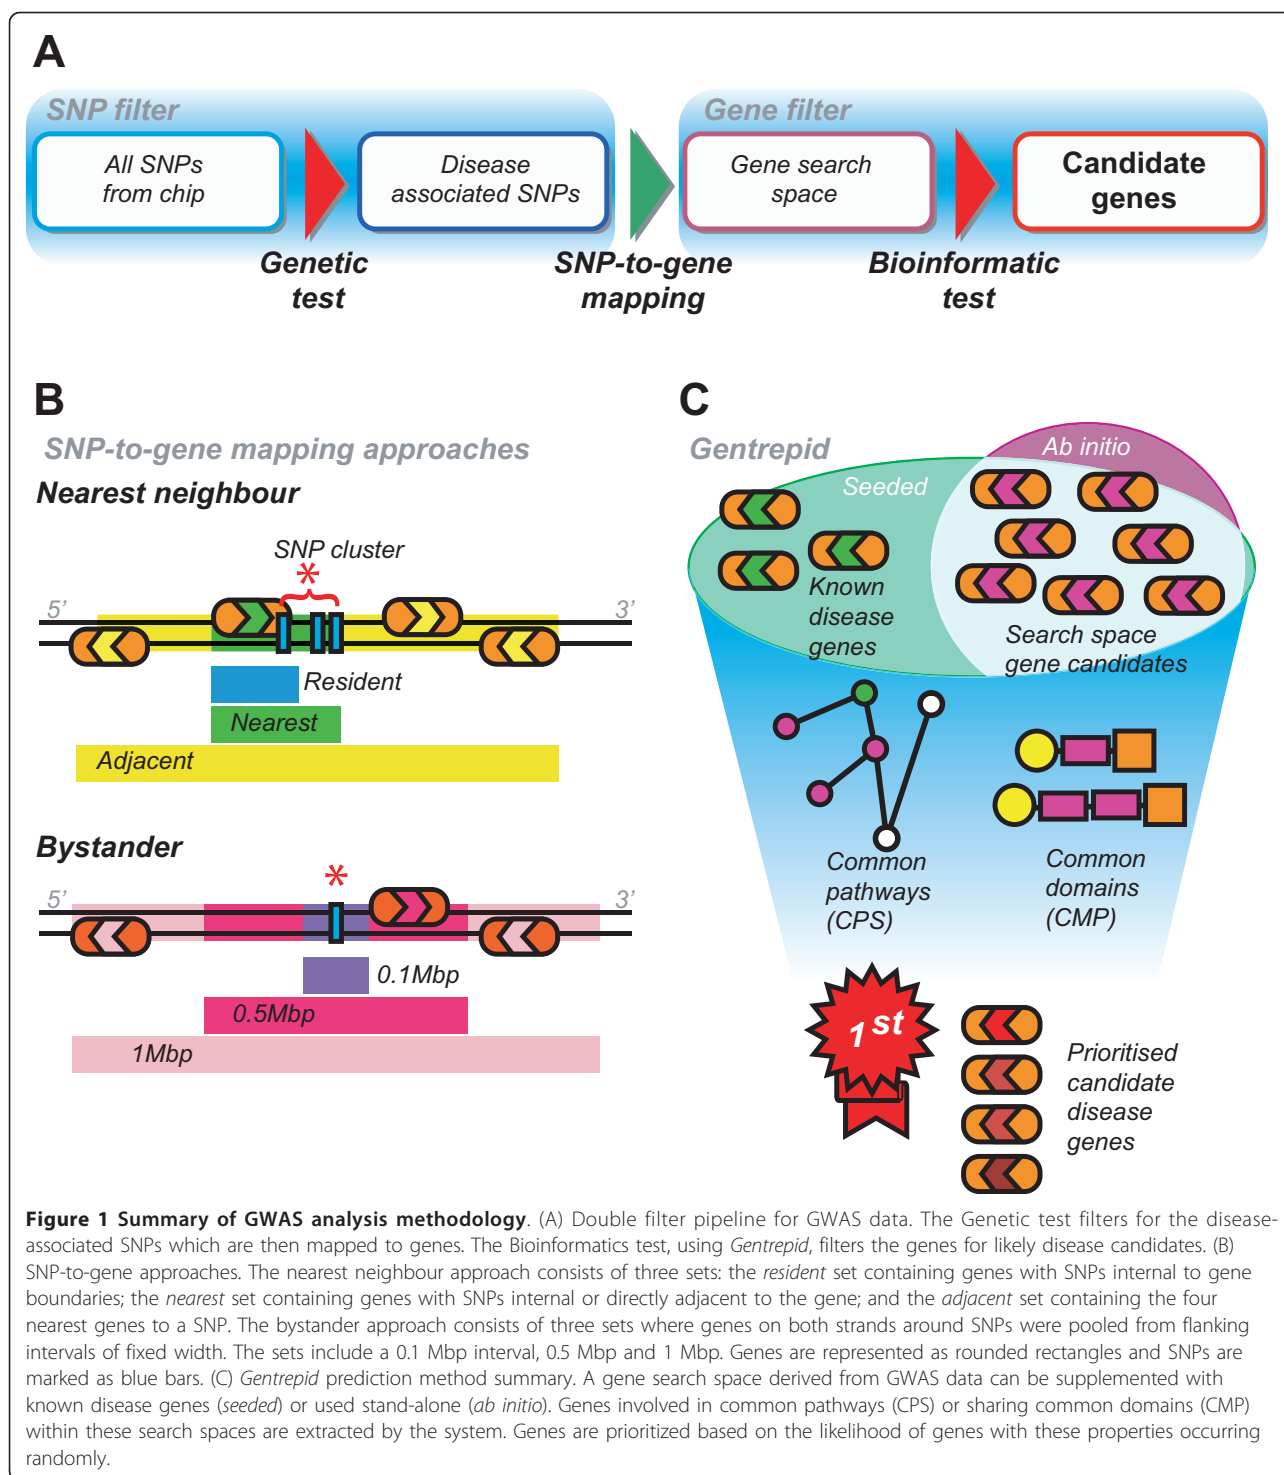 A
SNP filter
Gene filter
All SNPs
from chip
Disease
associated SNPs
Gene search
space
Candidate
genes
Genetic
test
SNP-to-gene
mapping
Bioinformatic
test
B
SNP-to-gene mapping approaches
Nearest neighbour
SNP cluster
*
5’
3’
Resident
Nearest
Adjacent
Bystander
*
5’
3’
0.1Mbp
0.5Mbp
1Mbp
C
Gentrepid
Ab initio
Seeded
Known
disease
genes
Search space
gene candidates
Common
pathways
(CPS)
Common
domains
(CMP)
1st
Prioritised
candidate
disease
genes
Figure 1 Summary of GWAS analysis methodology. (A) Double filter pipeline for GWAS data. The Genetic test filters for the disease-
associated SNPs which are then mapped to genes. The Bioinformatics test, using Gentrepid, filters the genes for likely disease candidates. (B)
SNP-to-gene approaches. The nearest neighbour approach consists of three sets: the resident set containing genes with SNPs internal to gene
boundaries; the nearest set containing genes with SNPs internal or directly adjacent to the gene; and the adjacent set containing the four
nearest genes to a SNP. The bystander approach consists of three sets where genes on both strands around SNPs were pooled from flanking
intervals of fixed width. The sets include a 0.1 Mbp interval, 0.5 Mbp and 1 Mbp. Genes are represented as rounded rectangles and SNPs are
marked as blue bars. (C) Gentrepid prediction method summary. A gene search space derived from GWAS data can be supplemented with
known disease genes (seeded) or used stand-alone (ab initio). Genes involved in common pathways (CPS) or sharing common domains (CMP)
within these search spaces are extracted by the system. Genes are prioritized based on the likelihood of genes with these properties occurring
randomly.